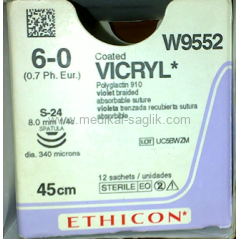 W9552
6-0
(0.7 Ph. Eur.)
Coated
VICRYL*
Polyglactin 910
violet braided
absorbable suture
violeta trenzada recubierta sutura
absorbible
S-24
8.0 mm 1/4c
SPATULA
dia. 340 microns
www.medikal-saglik.com
LOT UC5BWZM
45cm
12 sachets / unidades
STERILE EO 2
ETHICON*